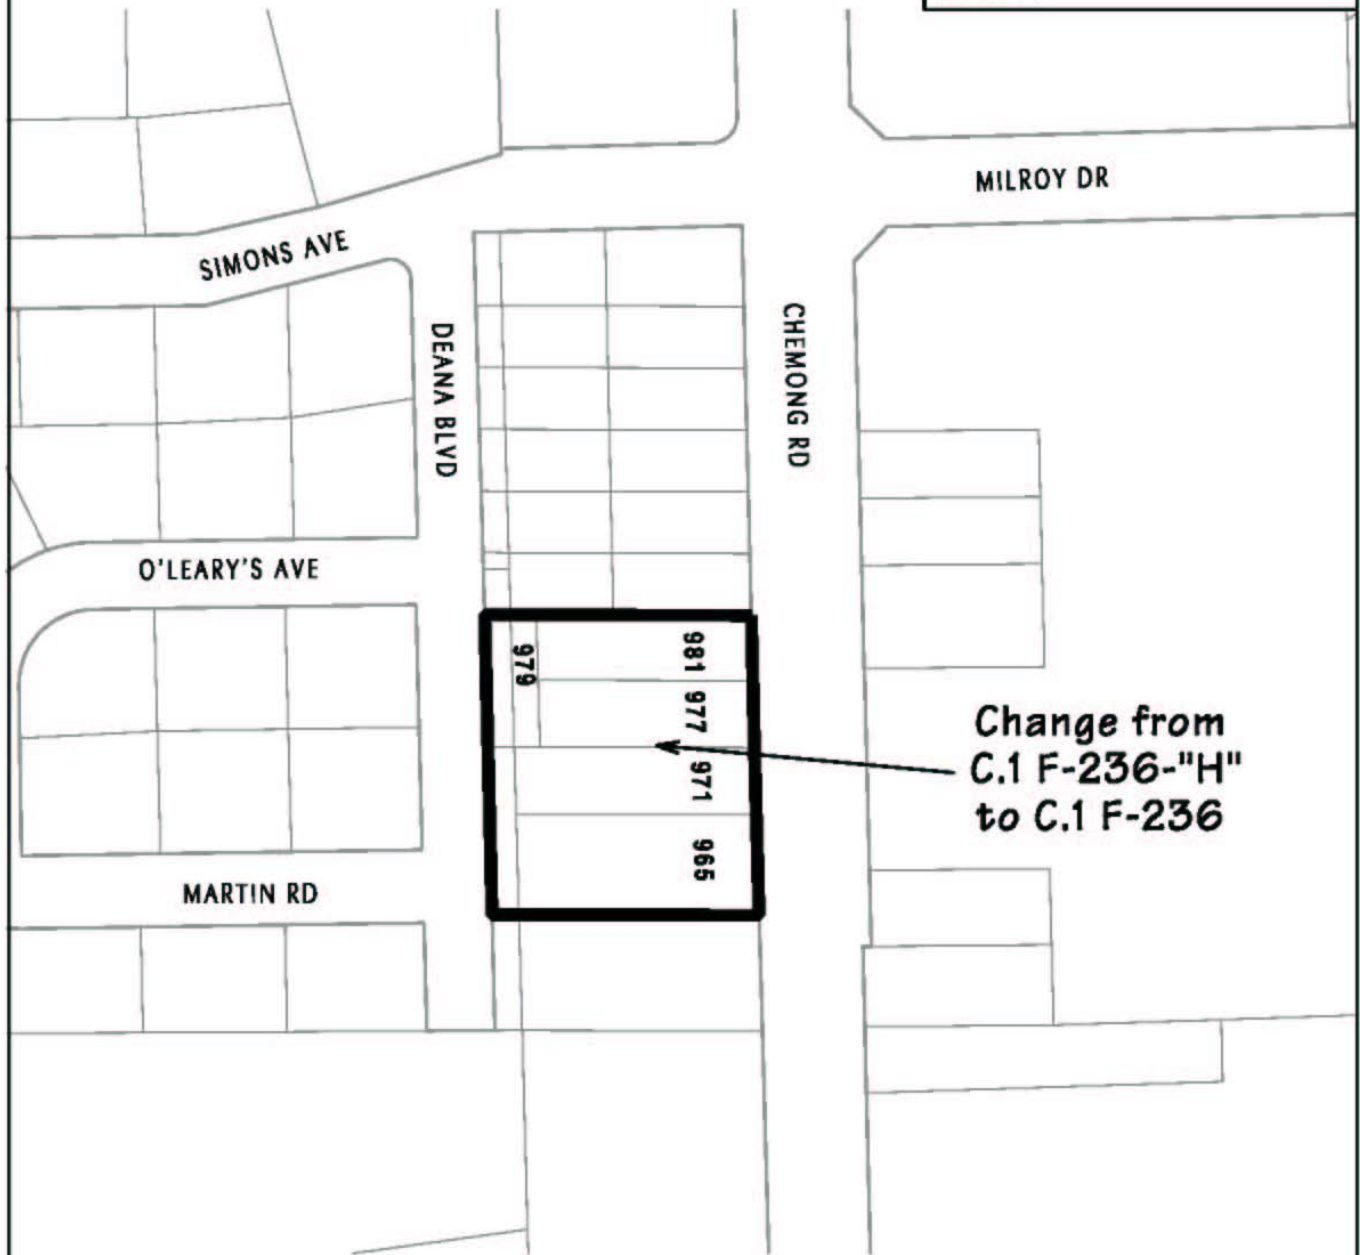 MILROY DR
SIMONS AVE
CHEMONG RD
DEANA BLVD
O'LEARY'S AVE
979
981
977
971
965
Change from
C.1 F-236-"H"
to C.1 F-236
MARTIN RD